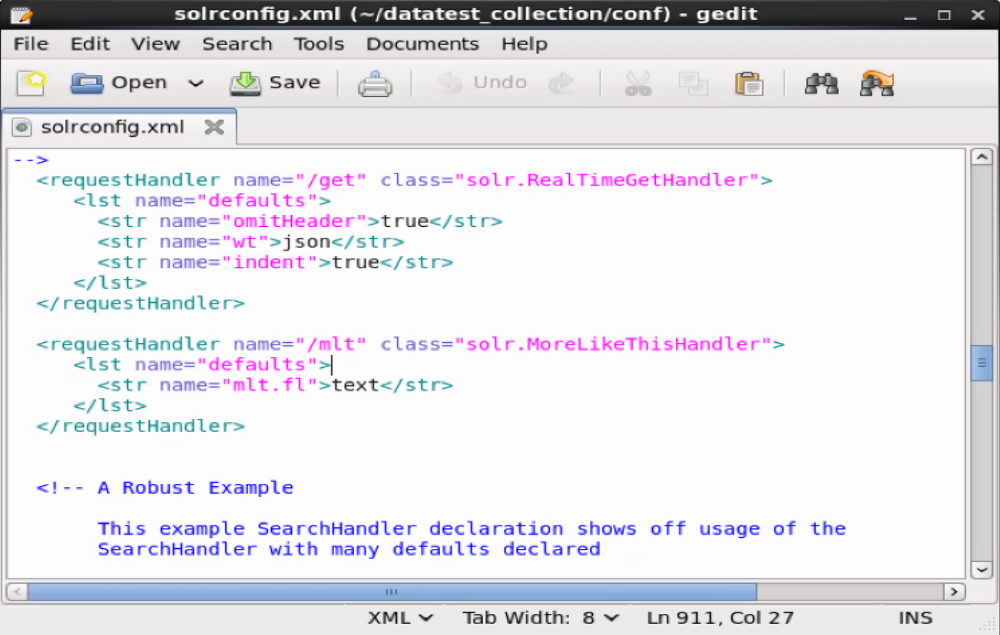 solrconfig.xml (~/datatest_collection/conf) - gedit
File Edit View Search Tools Documents Help
Open Save Undo
solrconfig.xml
-->
<requestHandler name="/get" class="solr.RealTimeGetHandler">
<lst name="defaults">
<str name="omitHeader">true</str>
<str name="wt">json</str>
<str name="indent">true</str>
</lst>
</requestHandler>
<requestHandler name="/mlt" class="solr.MoreLikeThisHandler">
<lst name="defaults">
<str name="mlt.fl">text</str>
</lst>
</requestHandler>
<!-- A Robust Example
This example SearchHandler declaration shows off usage of the
SearchHandler with many defaults declared
XML Tab Width: 8 Ln 911, Col 27 INS